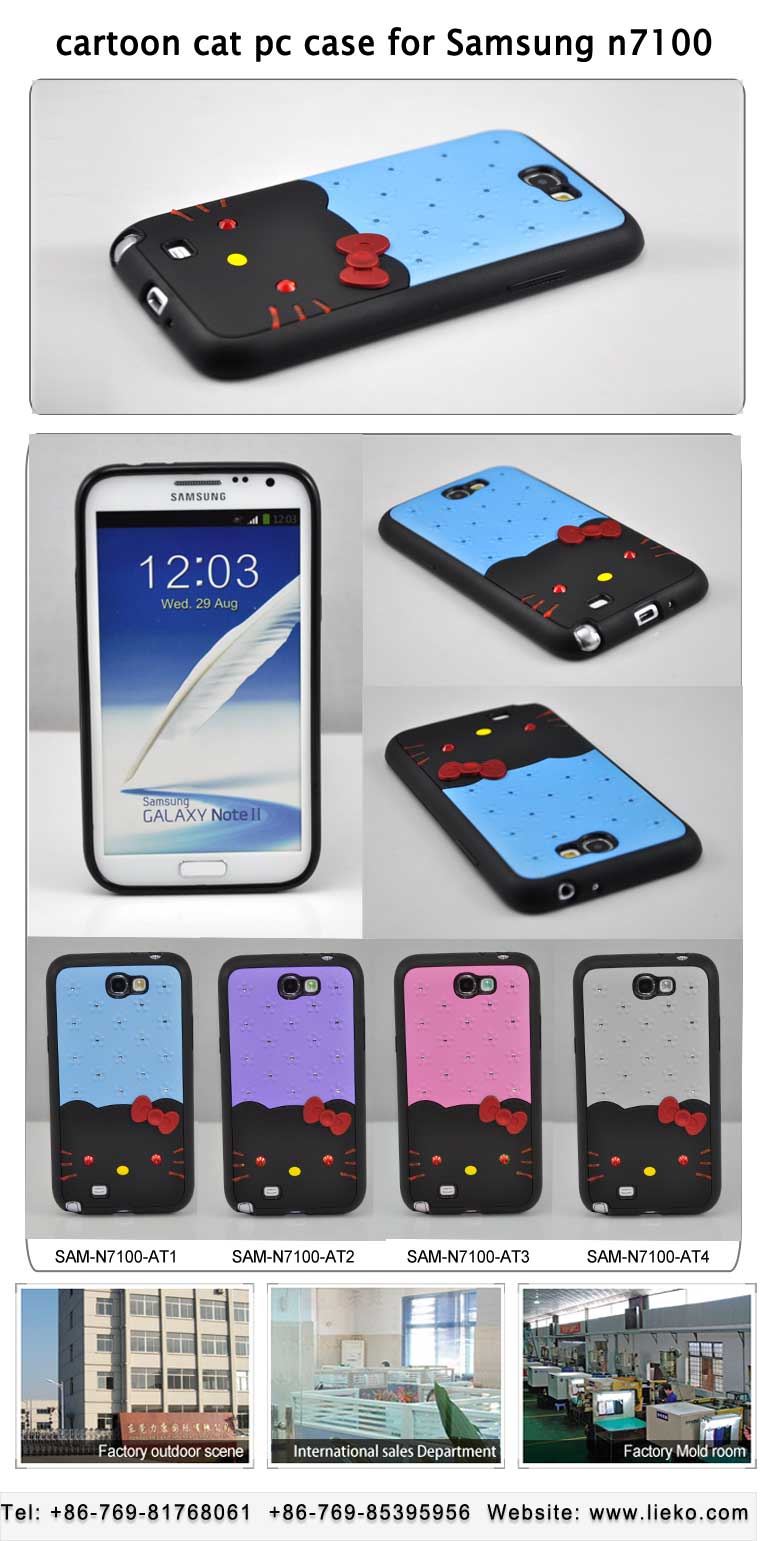 cartoon cat pc case for Samsung n7100
SAMSUNG
12:03
12:03
Wed. 29 Aug
Samsung
GALAXY Note II
SAM-N7100-AT1 SAM-N7100-AT2 SAM-N7100-AT3 SAM-N7100-AT4
Factory outdoor scene International sales Department Factory Mold room
Tel: +86-769-81768061 +86-769-85395956 Website: www.lieko.com